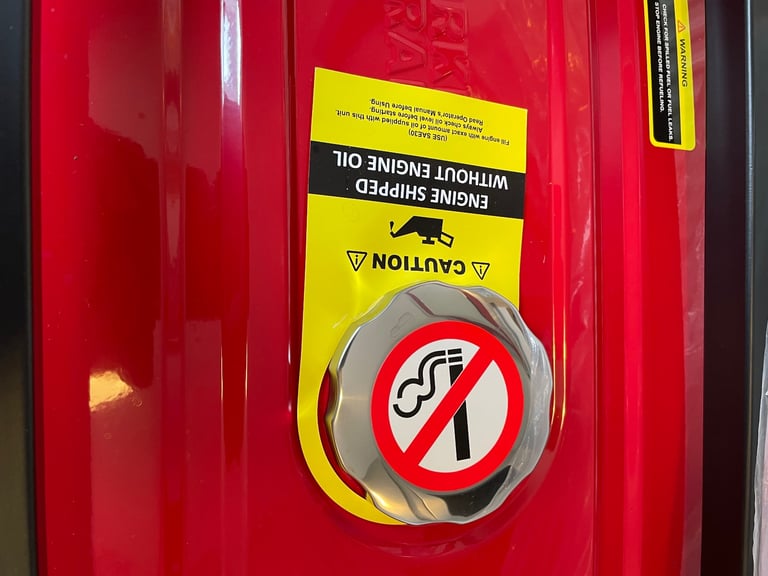 ⚠ CAUTION ⚠
ENGINE SHIPPED
WITHOUT ENGINE OIL
(USE SAE30)
Fill engine with exact amount of oil supplied with this unit.
Always check oil level before starting.
Read Operator's Manual before Using.
⚠ WARNING
CHECK FOR SPILLED FUEL OR FUEL LEAKS.
STOP ENGINE BEFORE REFUELING.